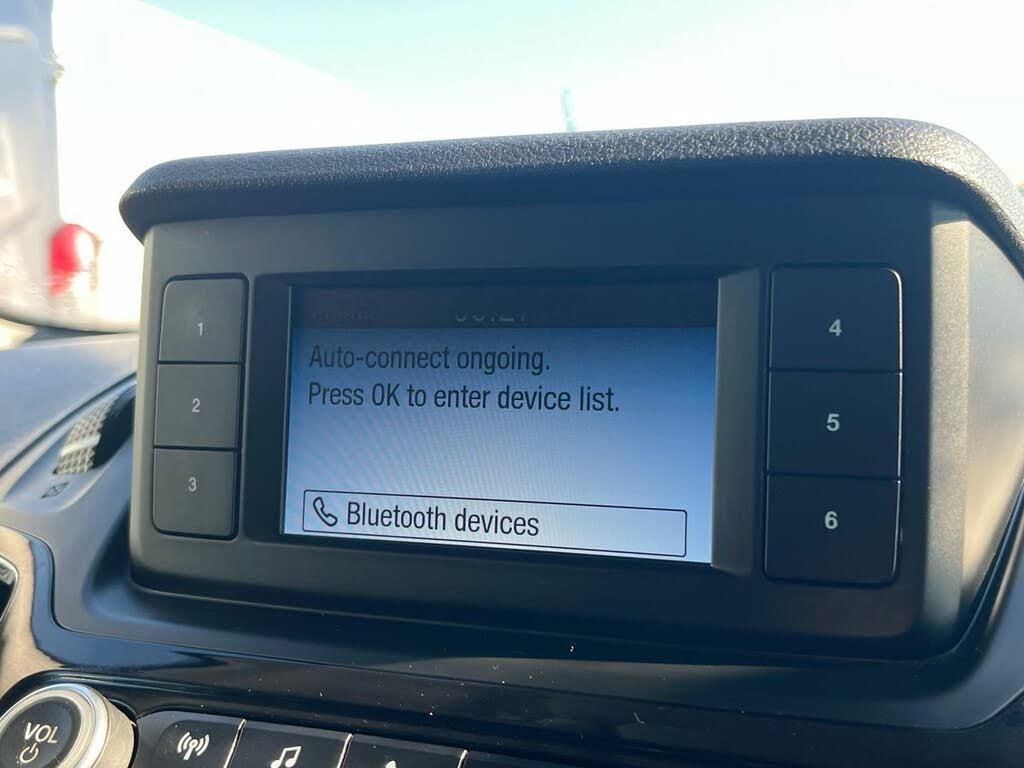 1
2
3
Auto-connect ongoing.
Press OK to enter device list.
Bluetooth devices
4
5
6
VOL